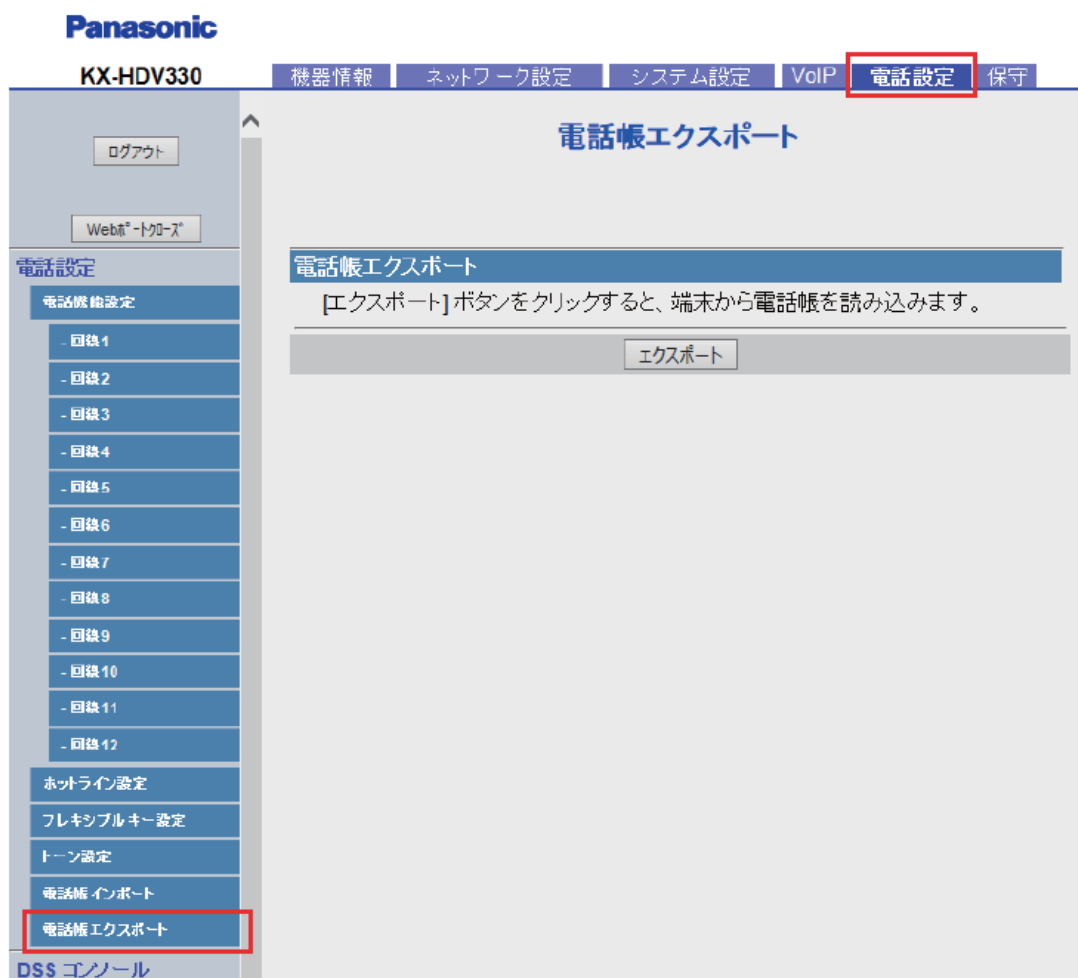 Panasonic
KX-HDV330
機器情報 ネットワーク設定 システム設定 VoIP 電話設定 保守
ログアウト
Webポートクローズ
電話設定
電話機能設定
- 回線1
- 回線2
- 回線3
- 回線4
- 回線5
- 回線6
- 回線7
- 回線8
- 回線9
- 回線10
- 回線11
- 回線12
ホットライン設定
フレキシブルキー設定
トーン設定
電話帳インポート
電話帳エクスポート
DSS コンソール
電話帳エクスポート
電話帳エクスポート
[エクスポート] ボタンをクリックすると、端末から電話帳を読み込みます。
エクスポート